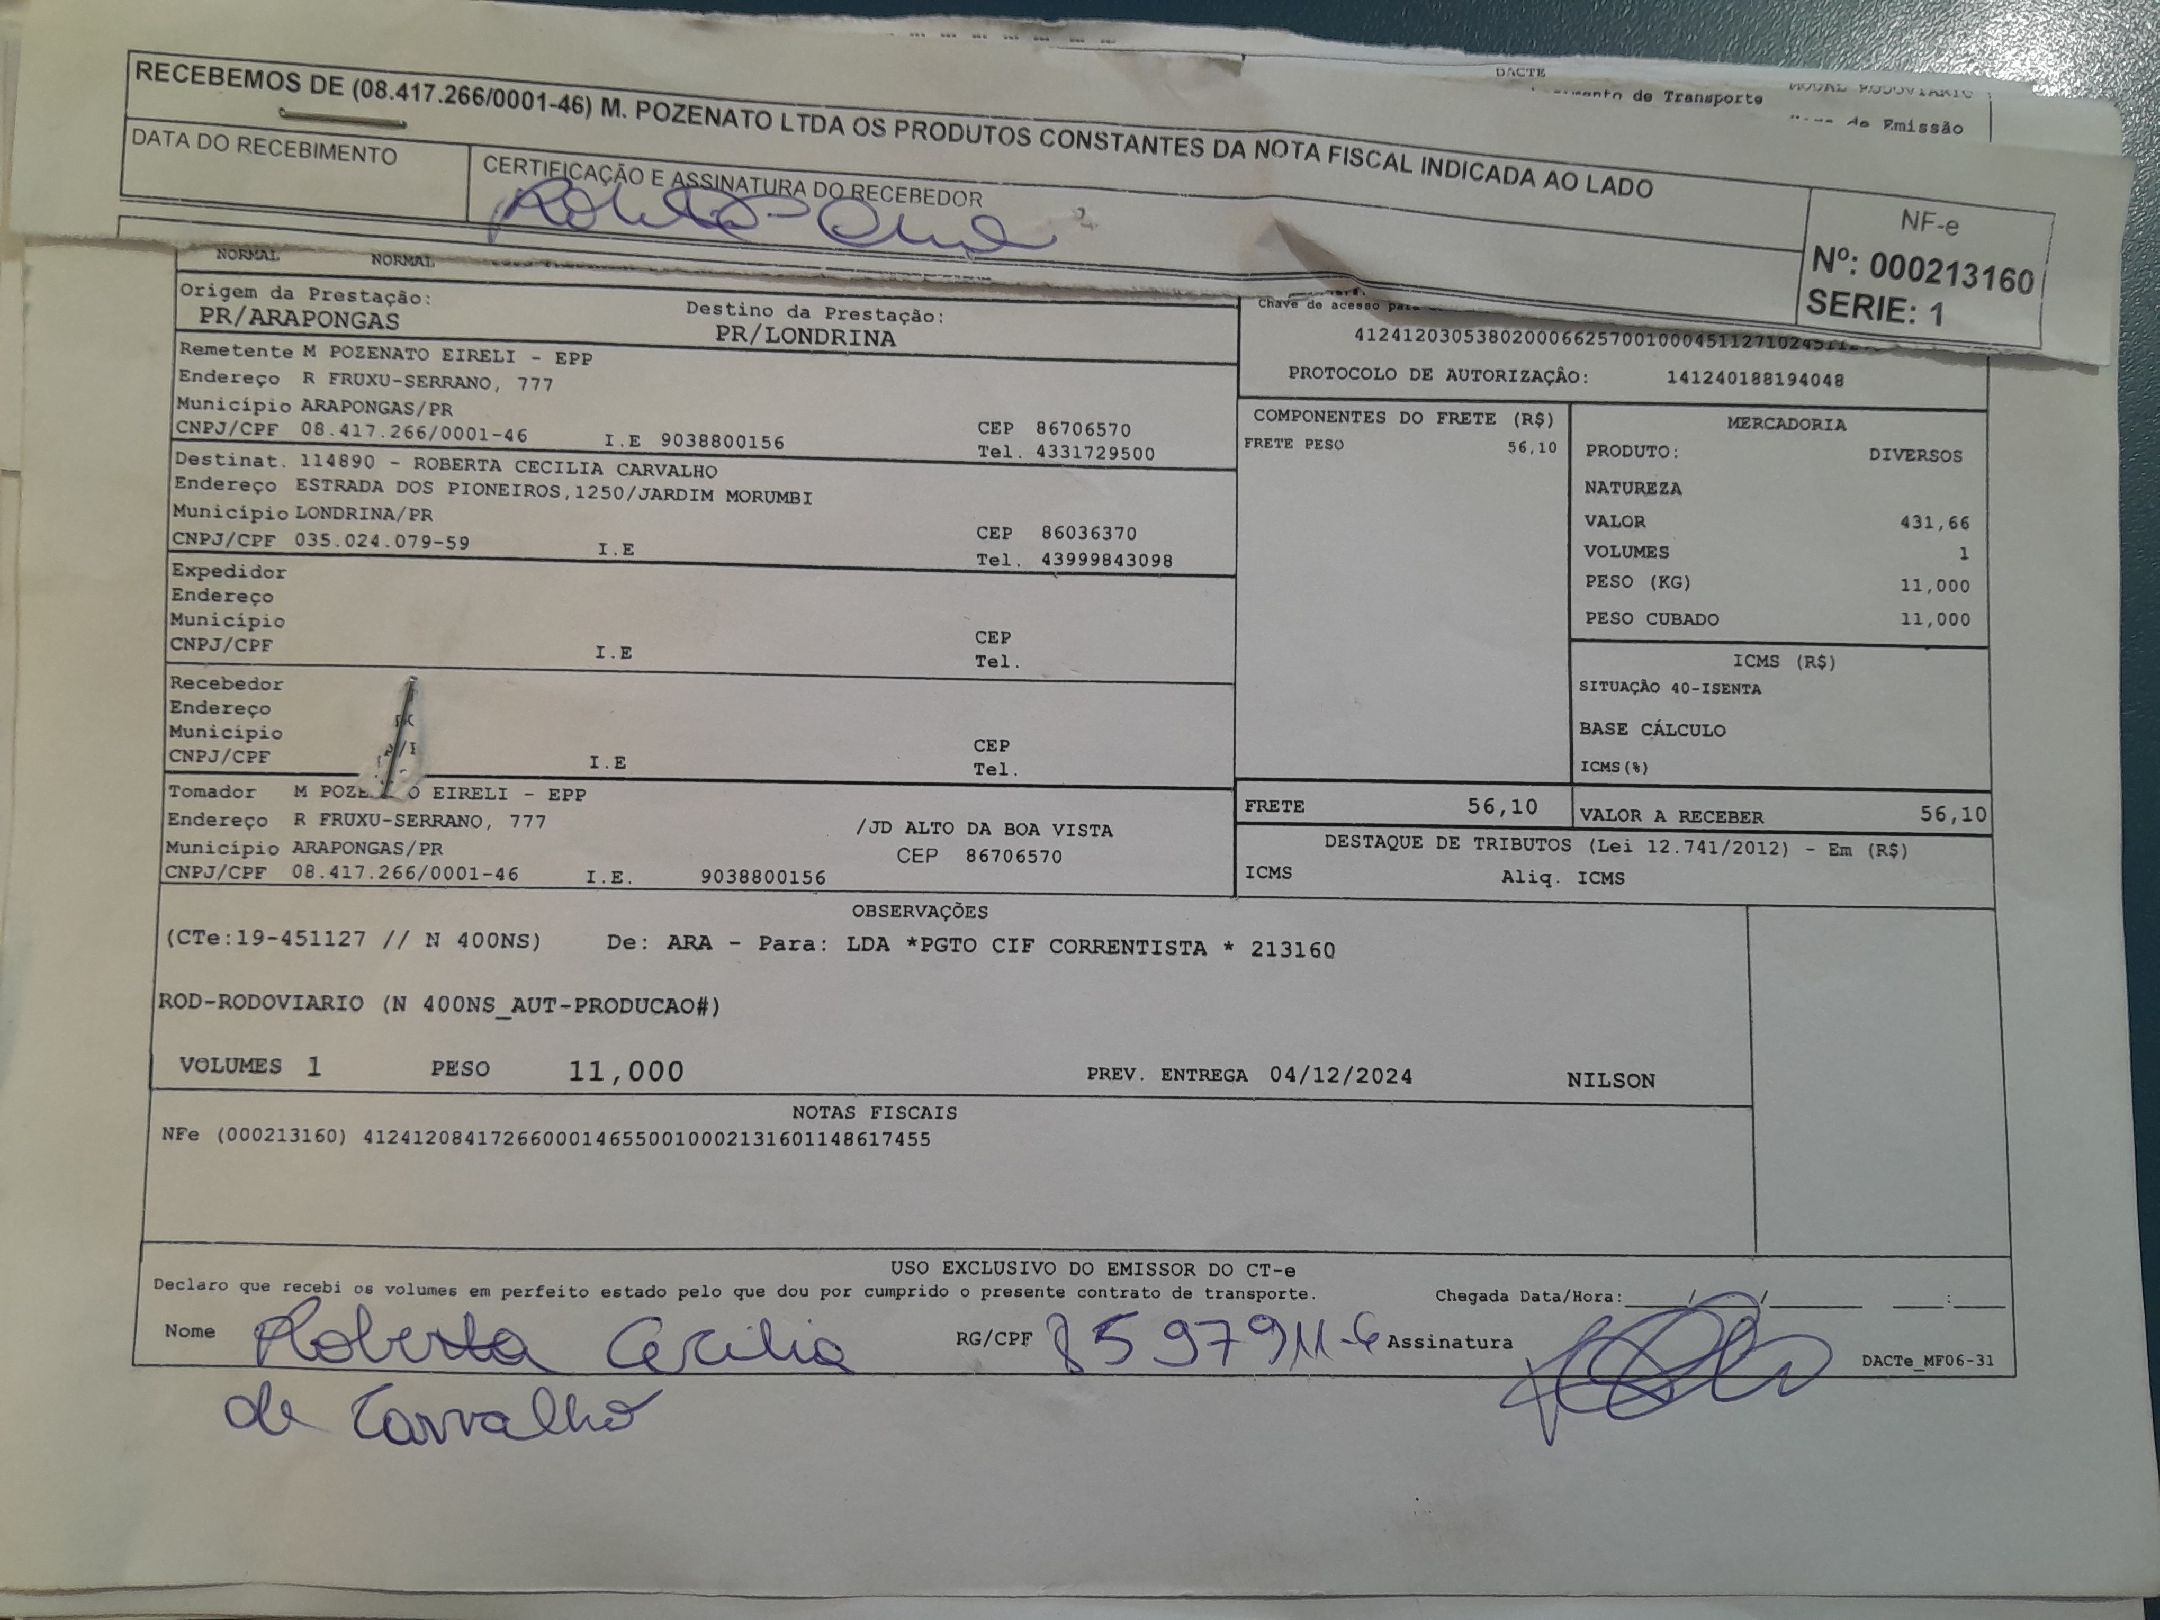 DACTE
de Transporte
de Emissão
RECEBEMOS DE (08.417.266/0001-46) M. POZENATO LTDA OS PRODUTOS CONSTANTES DA NOTA FISCAL INDICADA AO LADO
DATA DO RECEBIMENTO
CERTIFICAÇÃO E ASSINATURA DO RECEBEDOR
NF-e
Nº: 000213160
SERIE: 1
NORMAL NORMAL
Origem da Prestação: Destino da Prestação:
PR/ARAPONGAS PR/LONDRINA
Remetente M POZENATO EIRELI - EPP
Endereço R FRUXU-SERRANO, 777
Município ARAPONGAS/PR CEP 86706570
CNPJ/CPF 08.417.266/0001-46 I.E 9038800156 Tel. 4331729500
Destinat. 114890 - ROBERTA CECILIA CARVALHO
Endereço ESTRADA DOS PIONEIROS,1250/JARDIM MORUMBI
Município LONDRINA/PR CEP 86036370
CNPJ/CPF 035.024.079-59 I.E Tel. 43999843098
Expedidor
Endereço
Município CEP
CNPJ/CPF I.E Tel.
Recebedor
Endereço
Município CEP
CNPJ/CPF I.E Tel.
Tomador M POZE O EIRELI - EPP
Endereço R FRUXU-SERRANO, 777 /JD ALTO DA BOA VISTA
Município ARAPONGAS/PR CEP 86706570
CNPJ/CPF 08.417.266/0001-46 I.E. 9038800156
Chave de acesso
PROTOCOLO DE AUTORIZAÇÂO: 141240188194048
COMPONENTES DO FRETE (R$)
FRETE PESO 56,10
MERCADORIA
PRODUTO: DIVERSOS
NATUREZA
VALOR 431,66
VOLUMES 1
PESO (KG) 11,000
PESO CUBADO 11,000
ICMS (R$)
SITUAÇÃO 40-ISENTA
BASE CÁLCULO
ICMS(%)
FRETE 56,10 VALOR A RECEBER 56,10
DESTAQUE DE TRIBUTOS (Lei 12.741/2012) - Em (R$)
ICMS Aliq. ICMS
OBSERVAÇÕES
(CTe:19-451127 // N 400NS) De: ARA - Para: LDA *PGTO CIF CORRENTISTA * 213160
ROD-RODOVIARIO (N 400NS_AUT-PRODUCAO#)
VOLUMES 1 PESO 11,000 PREV. ENTREGA 04/12/2024 NILSON
NOTAS FISCAIS
NFe (000213160) 41241208417266000146550010002131601148617455
USO EXCLUSIVO DO EMISSOR DO CT-e
Declaro que recebi os volumes em perfeito estado pelo que dou por cumprido o presente contrato de transporte. Chegada Data/Hora:____/____/____ ____:____
Nome Roberta Cecilia RG/CPF Assinatura
DACTe_MF06-31
de Carvalho